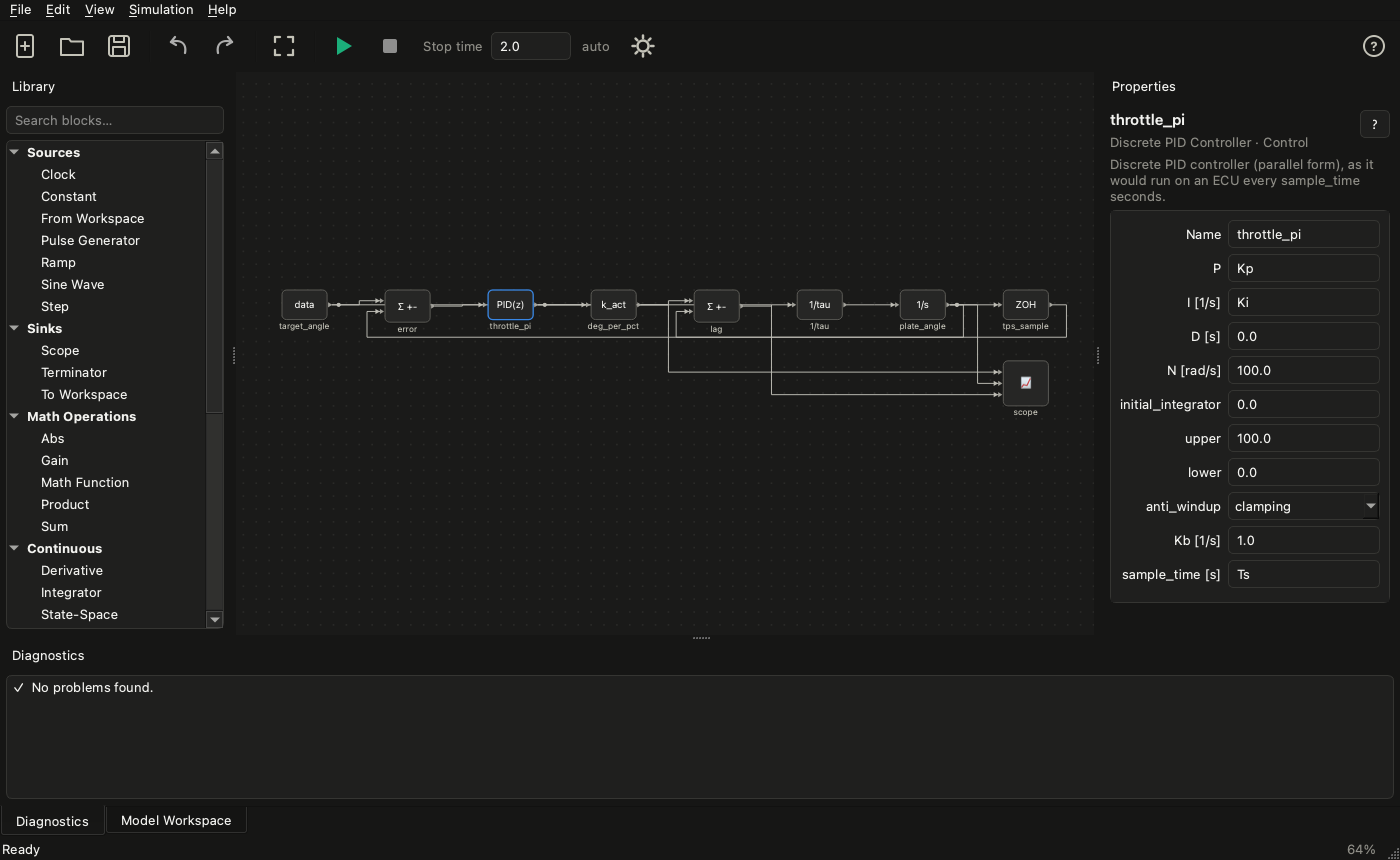 File Edit View Simulation Help
Stop time 2.0 auto
?
Library
Search blocks...
Sources
Clock
Constant
From Workspace
Pulse Generator
Ramp
Sine Wave
Step
Sinks
Scope
Terminator
To Workspace
Math Operations
Abs
Gain
Math Function
Product
Sum
Continuous
Derivative
Integrator
State-Space
data
target_angle
Σ +-
error
PID(z)
throttle_pi
k_act
deg_per_pct
Σ +-
lag
1/tau
1/tau
1/s
plate_angle
ZOH
tps_sample
scope
Properties
throttle_pi
?
Discrete PID Controller · Control
Discrete PID controller (parallel form), as it
would run on an ECU every sample_time
seconds.
Name throttle_pi
P Kp
I [1/s] Ki
D [s] 0.0
N [rad/s] 100.0
initial_integrator 0.0
upper 100.0
lower 0.0
anti_windup clamping
Kb [1/s] 1.0
sample_time [s] Ts
Diagnostics
✓ No problems found.
Diagnostics Model Workspace
Ready 64%